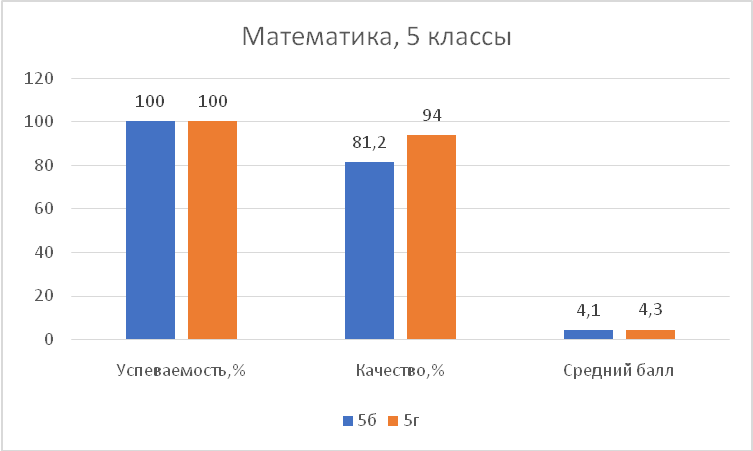 Математика, 5 классы
120
100
80
60
40
20
0
100
100
81,2
94
4,1
4,3
Успеваемость,%
Качество,%
Средний балл
5б
5г